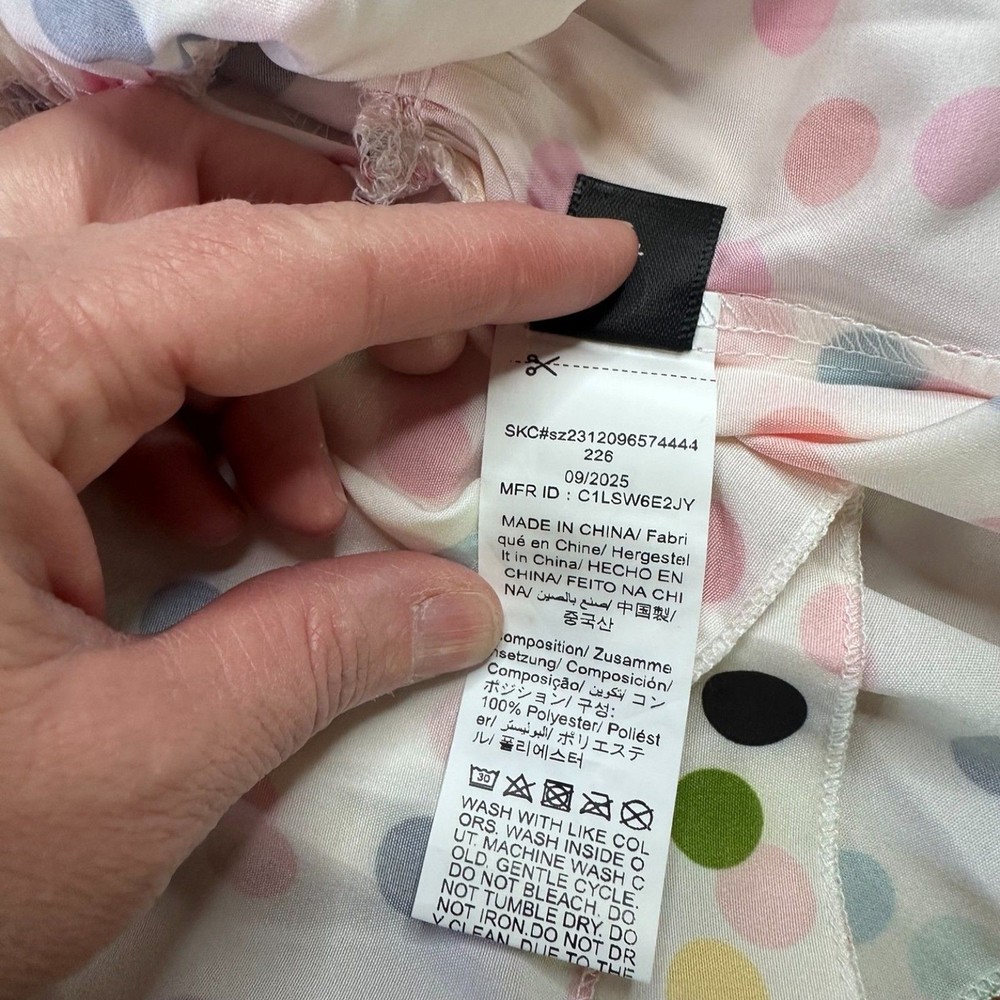 SKC#sz2312096574444
226
09/2025
MFR ID : C1LSW6E2JY
MADE IN CHINA/ Fabri
qué en Chine/ Hergestel
lt in China/ HECHO EN
CHINA/ FEITO NA CHI
NA/ صنع بالصين/ 中国製/
중국산
omposition/ Zusamme
nsetzung/ Composición/
Composição/ تكوين/ コン
ポジション/ 구성:
100% Polyester/ Poliést
er/ البوليستر/ ポリエステ
ル/ 폴리에스터
30
WASH WITH LIKE COL
ORS. WASH INSIDE O
UT. MACHINE WASH C
OLD. GENTLE CYCLE.
DO NOT BLEACH. DO
NOT TUMBLE DRY. DO
NOT IRON.DO NOT DR
Y CLEAN. DUE TO THE